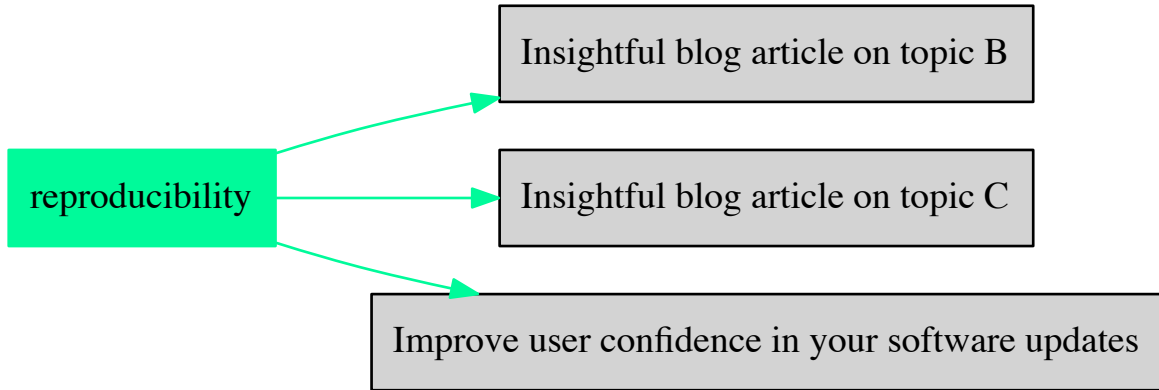 Insightful blog article on topic B
reproducibility
Insightful blog article on topic C
Improve user confidence in your software updates